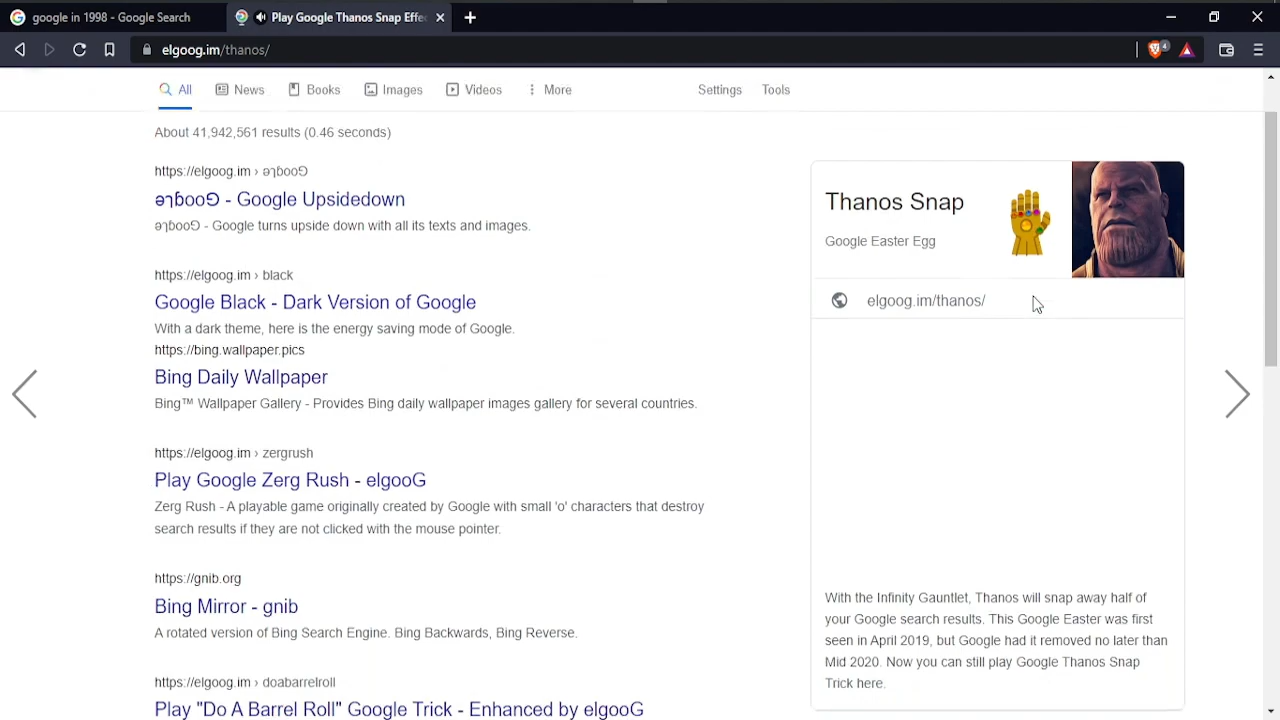 google in 1998 - Google Search
Play Google Thanos Snap Effec
elgoog.im/thanos/
4
All
News
Books
Images
Videos
More
Settings
Tools
About 41,942,561 results (0.46 seconds)
https://elgoog.im › ǝɿƃooᎮ
ǝɿƃooᎮ - Google Upsidedown
ǝɿƃooᎮ - Google turns upside down with all its texts and images.
https://elgoog.im › black
Google Black - Dark Version of Google
With a dark theme, here is the energy saving mode of Google.
https://bing.wallpaper.pics
Bing Daily Wallpaper
Bing™ Wallpaper Gallery - Provides Bing daily wallpaper images gallery for several countries.
https://elgoog.im › zergrush
Play Google Zerg Rush - elgooG
Zerg Rush - A playable game originally created by Google with small 'o' characters that destroy
search results if they are not clicked with the mouse pointer.
https://gnib.org
Bing Mirror - gnib
A rotated version of Bing Search Engine. Bing Backwards, Bing Reverse.
https://elgoog.im › doabarrelroll
Play "Do A Barrel Roll" Google Trick - Enhanced by elgooG
Thanos Snap
Google Easter Egg
elgoog.im/thanos/
With the Infinity Gauntlet, Thanos will snap away half of
your Google search results. This Google Easter was first
seen in April 2019, but Google had it removed no later than
Mid 2020. Now you can still play Google Thanos Snap
Trick here.